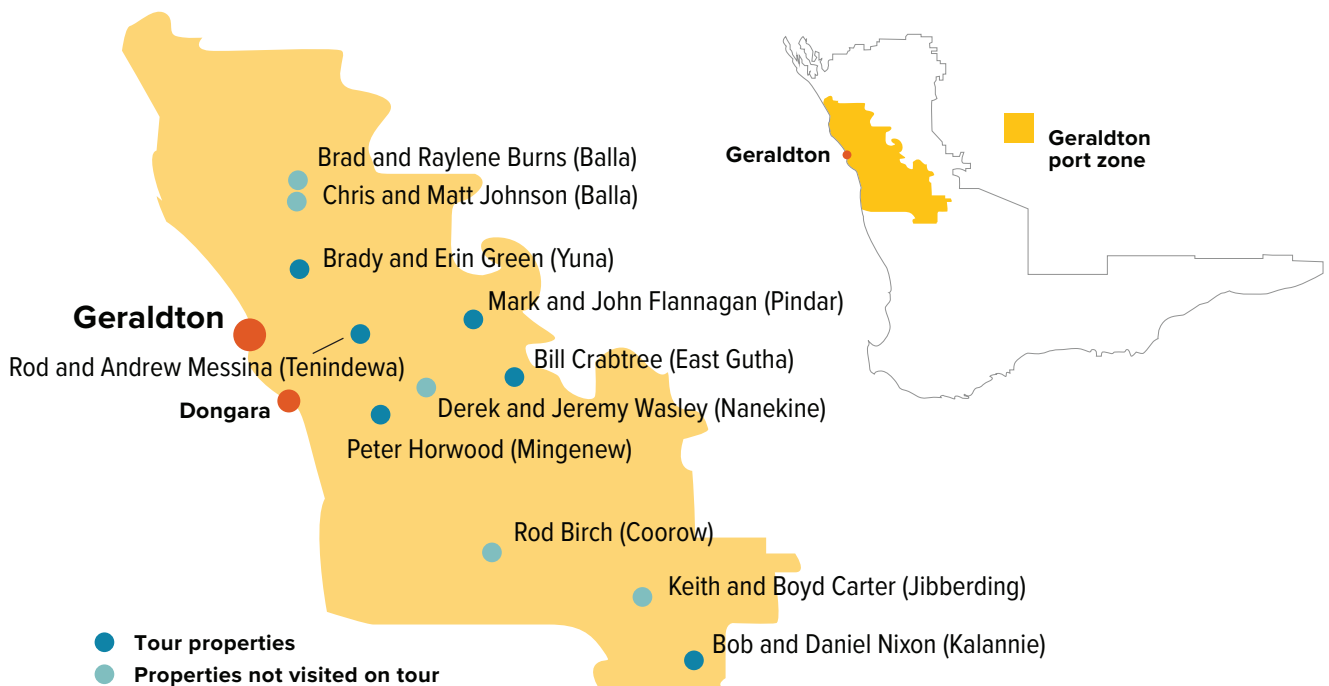 Brad and Raylene Burns (Balla)
Chris and Matt Johnson (Balla)
Brady and Erin Green (Yuna)
Mark and John Flannagan (Pindar)
Geraldton
Rod and Andrew Messina (Tenindewa)
Bill Crabtree (East Gutha)
Dongara
Derek and Jeremy Wasley (Nanekine)
Peter Horwood (Mingenew)
Rod Birch (Coorow)
Keith and Boyd Carter (Jibberding)
Bob and Daniel Nixon (Kalannie)
Tour properties
Properties not visited on tour
Geraldton
Geraldton
port zone